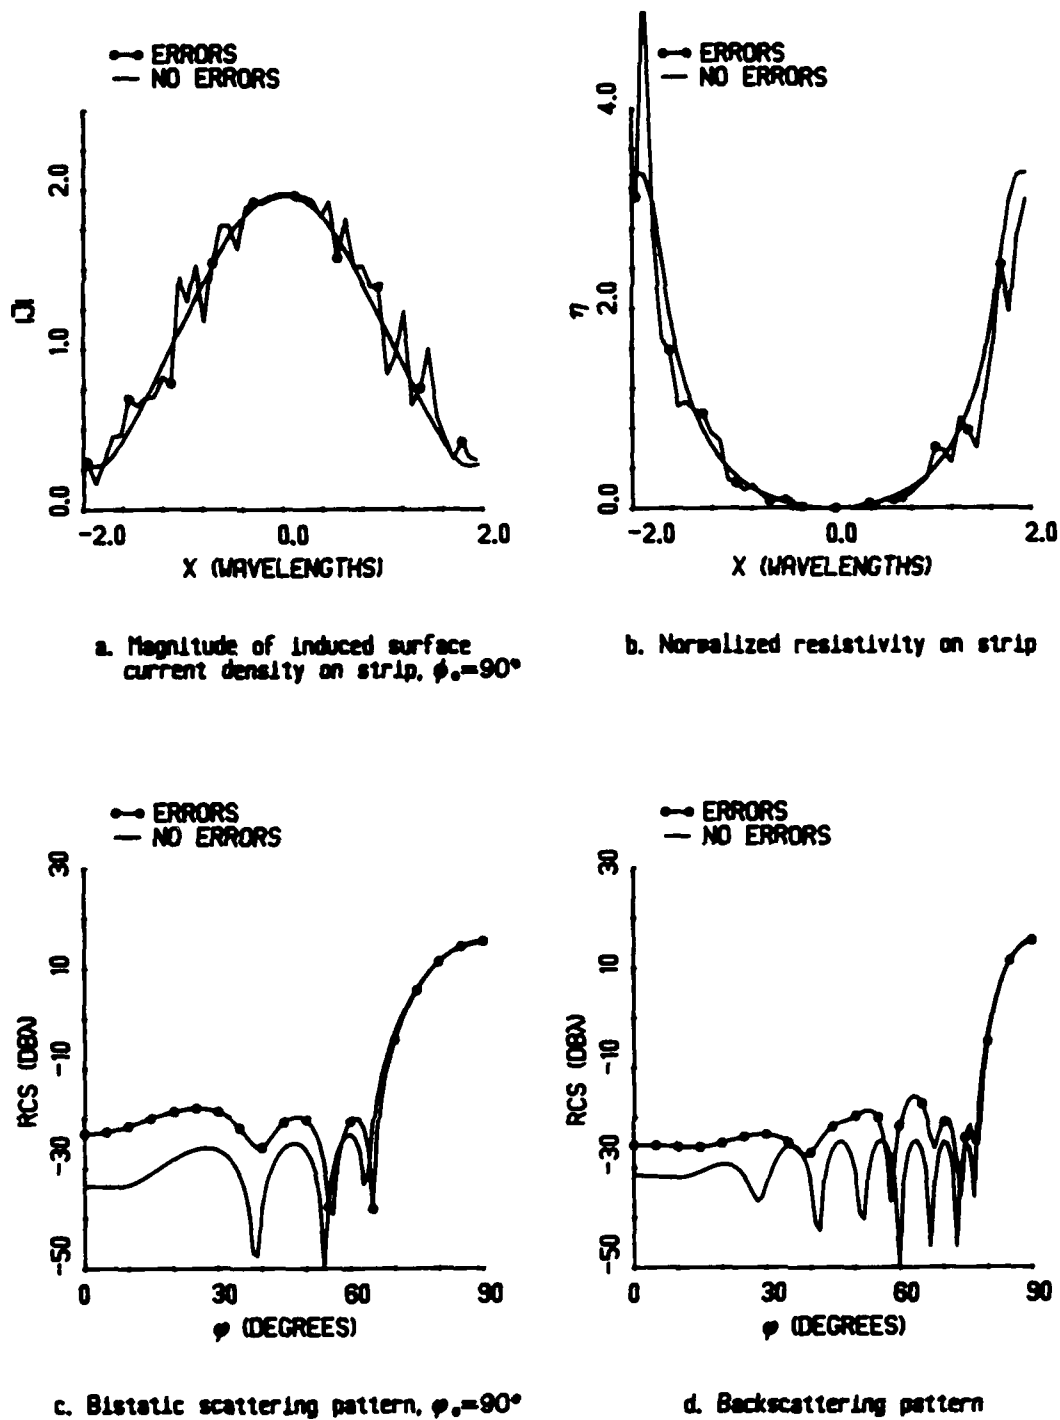 ERRORS
NO ERRORS
2.0
1.0
0.0
|J|
-2.0 0.0 2.0
X (WAVELENGTHS)
a. Magnitude of induced surface
current density on strip, φ₀=90°
ERRORS
NO ERRORS
4.0
2.0
0.0
η
-2.0 0.0 2.0
X (WAVELENGTHS)
b. Normalized resistivity on strip
ERRORS
NO ERRORS
30
10
-10
-30
-50
RCS (DBλ)
0 30 60 90
φ (DEGREES)
c. Bistatic scattering pattern, φ₀=90°
ERRORS
NO ERRORS
30
10
-10
-30
-50
RCS (DBλ)
0 30 60 90
φ (DEGREES)
d. Backscattering pattern